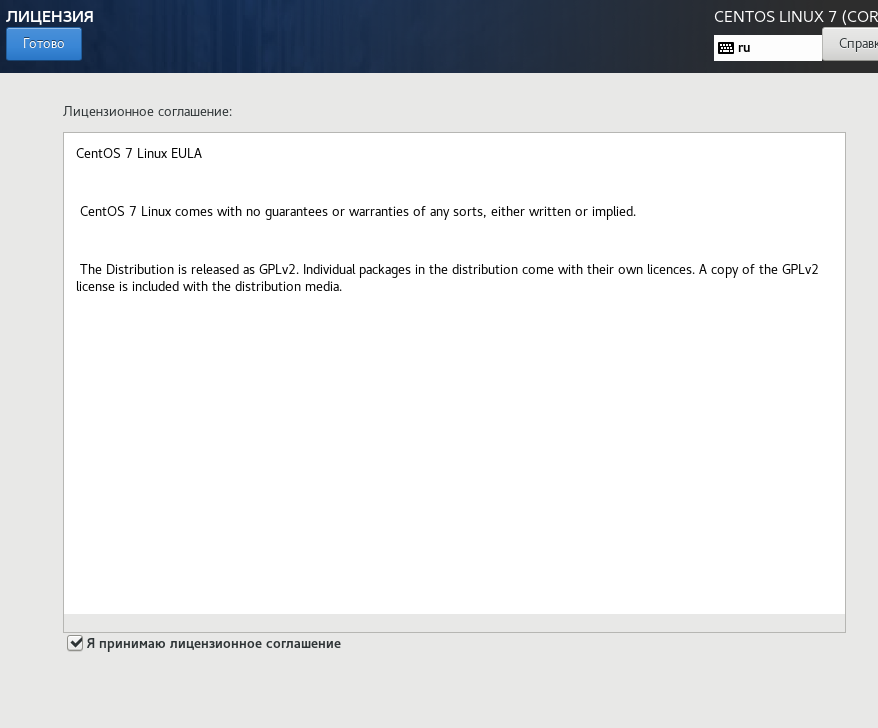 ЛИЦЕНЗИЯ
CENTOS LINUX 7 (COR
Готово
ru
Справк
Лицензионное соглашение:
CentOS 7 Linux EULA
CentOS 7 Linux comes with no guarantees or warranties of any sorts, either written or implied.
The Distribution is released as GPLv2. Individual packages in the distribution come with their own licences. A copy of the GPLv2
license is included with the distribution media.
Я принимаю лицензионное соглашение